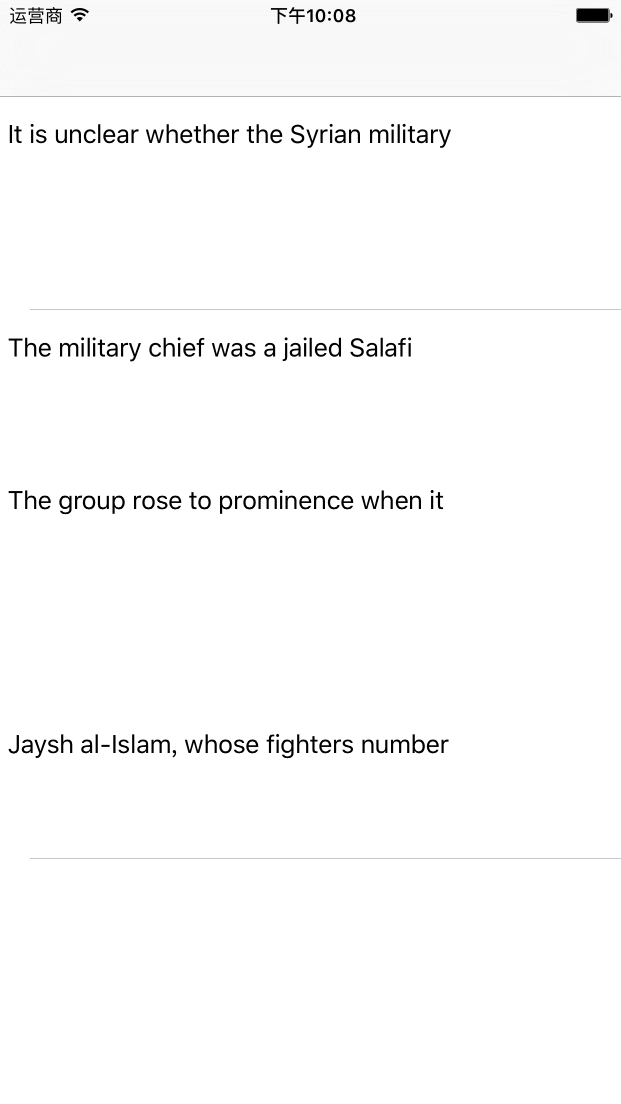 运营商 下午10:08
It is unclear whether the Syrian military
The military chief was a jailed Salafi
The group rose to prominence when it
Jaysh al-Islam, whose fighters number